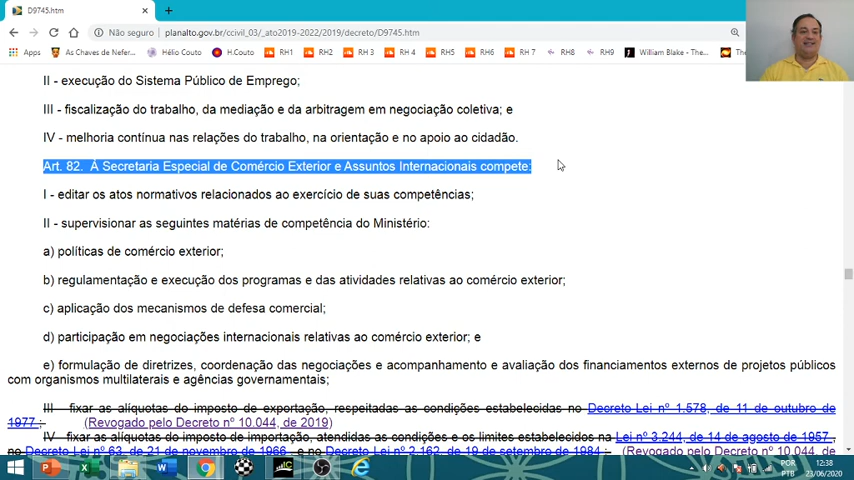 D9745.htm
Não seguro | planalto.gov.br/ccivil_03/_ato2019-2022/2019/decreto/D9745.htm
Apps As Chaves de Nefer... Hélio Couto H.Couto RH1 RH2 RH 3 RH 4 RH5 RH6 RH 7 RH8 RH9 William Blake - The... The
II - execução do Sistema Público de Emprego;
III - fiscalização do trabalho, da mediação e da arbitragem em negociação coletiva; e
IV - melhoria contínua nas relações do trabalho, na orientação e no apoio ao cidadão.
Art. 82. À Secretaria Especial de Comércio Exterior e Assuntos Internacionais compete:
I - editar os atos normativos relacionados ao exercício de suas competências;
II - supervisionar as seguintes matérias de competência do Ministério:
a) políticas de comércio exterior;
b) regulamentação e execução dos programas e das atividades relativas ao comércio exterior;
c) aplicação dos mecanismos de defesa comercial;
d) participação em negociações internacionais relativas ao comércio exterior; e
e) formulação de diretrizes, coordenação das negociações e acompanhamento e avaliação dos financiamentos externos de projetos públicos
com organismos multilaterais e agências governamentais;
III - fixar as alíquotas do imposto de exportação, respeitadas as condições estabelecidas no Decreto-Lei nº 1.578, de 11 de outubro de
1977 ; (Revogado pelo Decreto nº 10.044, de 2019)
IV - fixar as alíquotas do imposto de importação, atendidas as condições e os limites estabelecidos na Lei nº 3.244, de 14 de agosto de 1957 ,
no Decreto-Lei nº 63, de 21 de novembro de 1966 , e no Decreto-Lei nº 2.162, de 19 de setembro de 1984 ; (Revogado pelo Decreto nº 10.044, de
POR 12:38
PTB 23/06/2020